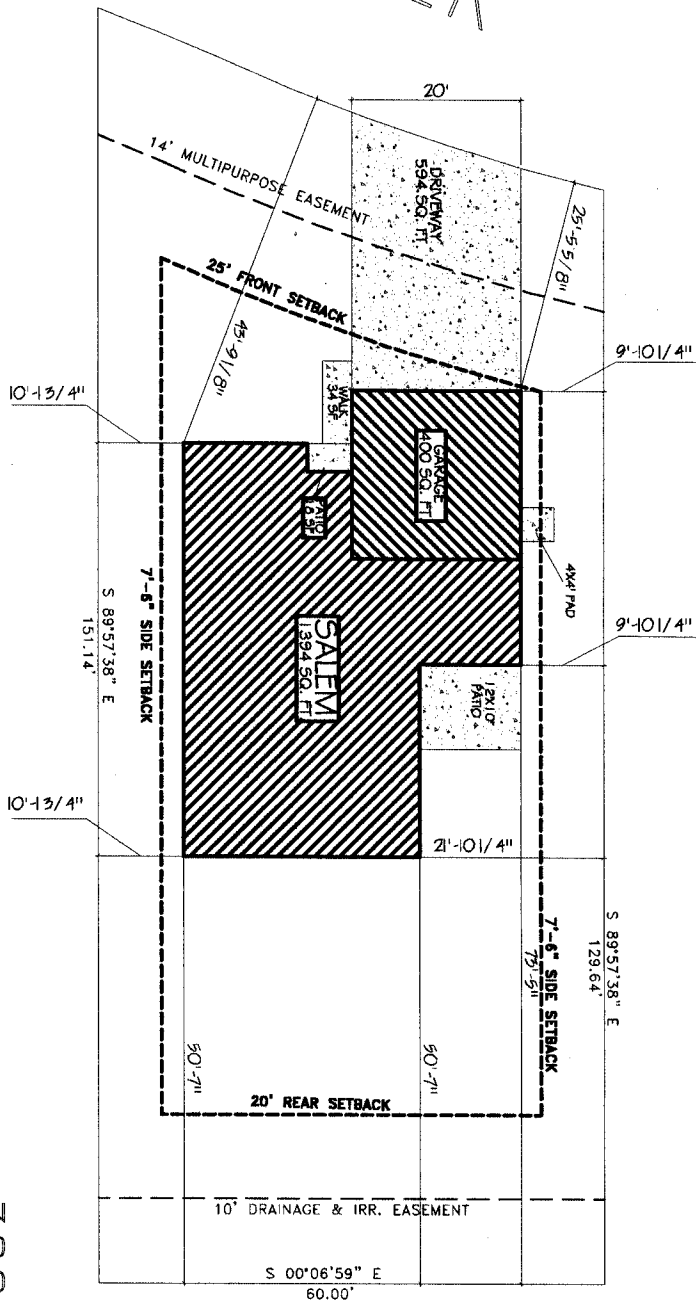 20'
14' MULTIPURPOSE EASEMENT
DRIVEWAY
594 SQ. FT
25'-5 5/8"
25' FRONT SETBACK
43'-9 1/8"
9'-10 1/4"
10'-1 3/4"
WALK
34 SF
GARAGE
400 SQ. FT
PATIO
4X4' PAD
7'-6" SIDE SETBACK
S 89°57'38" E
151.14'
SALEM
1394 SQ. FT
9'-10 1/4"
12X10'
PATIO
10'-1 3/4"
21'-10 1/4"
S 89°57'38" E
129.64'
7'-6" SIDE SETBACK
73'-5"
50'-7"
50'-7"
20' REAR SETBACK
10' DRAINAGE & IRR. EASEMENT
S 00°06'59" E
60.00'